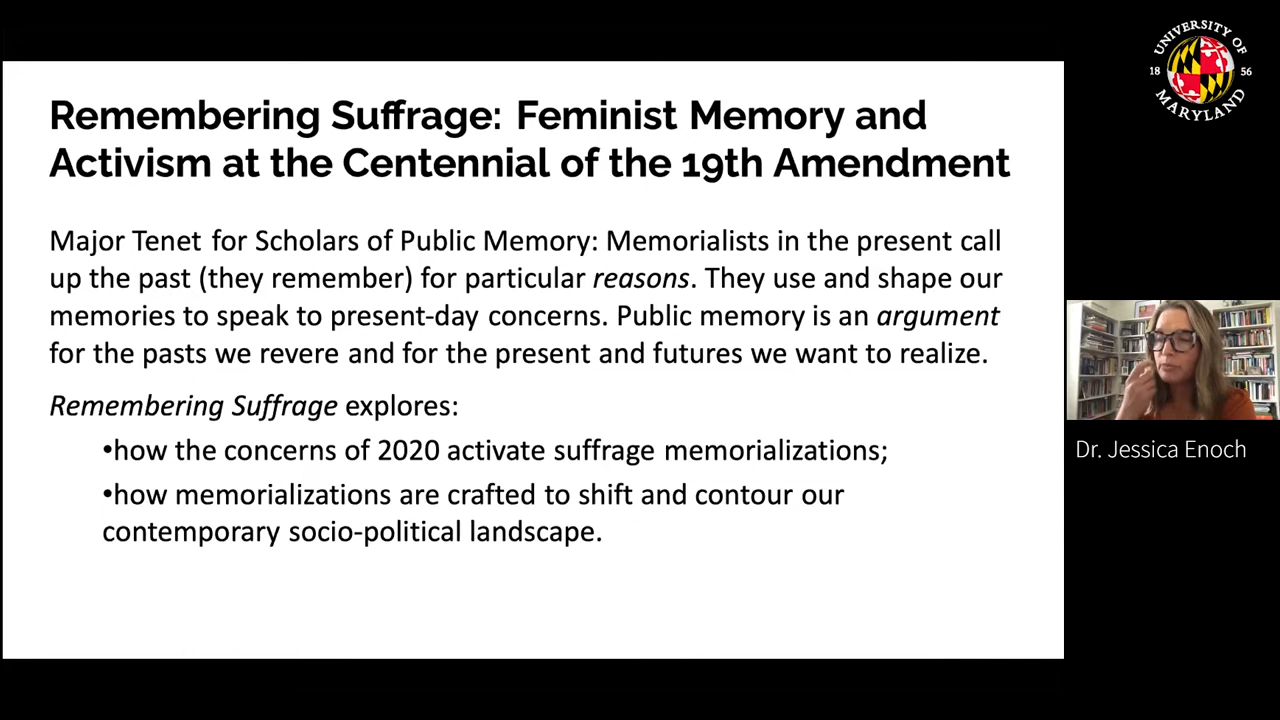 Remembering Suffrage: Feminist Memory and
Activism at the Centennial of the 19th Amendment
Major Tenet for Scholars of Public Memory: Memorialists in the present call
up the past (they remember) for particular reasons. They use and shape our
memories to speak to present-day concerns. Public memory is an argument
for the pasts we revere and for the present and futures we want to realize.
Remembering Suffrage explores:
•how the concerns of 2020 activate suffrage memorializations;
•how memorializations are crafted to shift and contour our
contemporary socio-political landscape.
UNIVERSITY OF
18 56
MARYLAND
Dr. Jessica Enoch